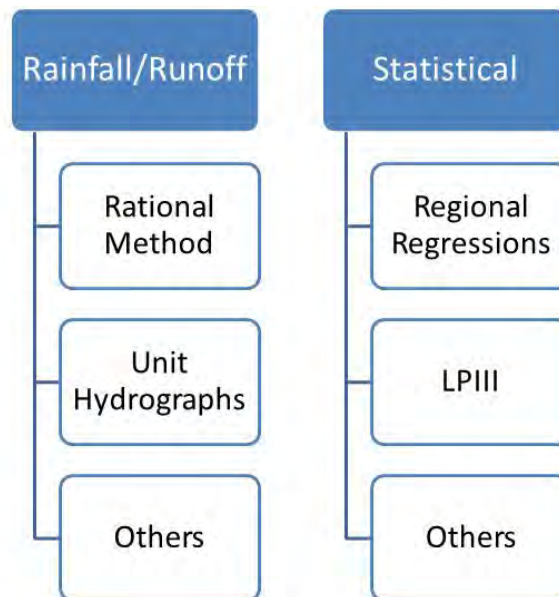 Rainfall/Runoff
Rational
Method
Unit
Hydrographs
Others
Statistical
Regional
Regressions
LPIII
Others